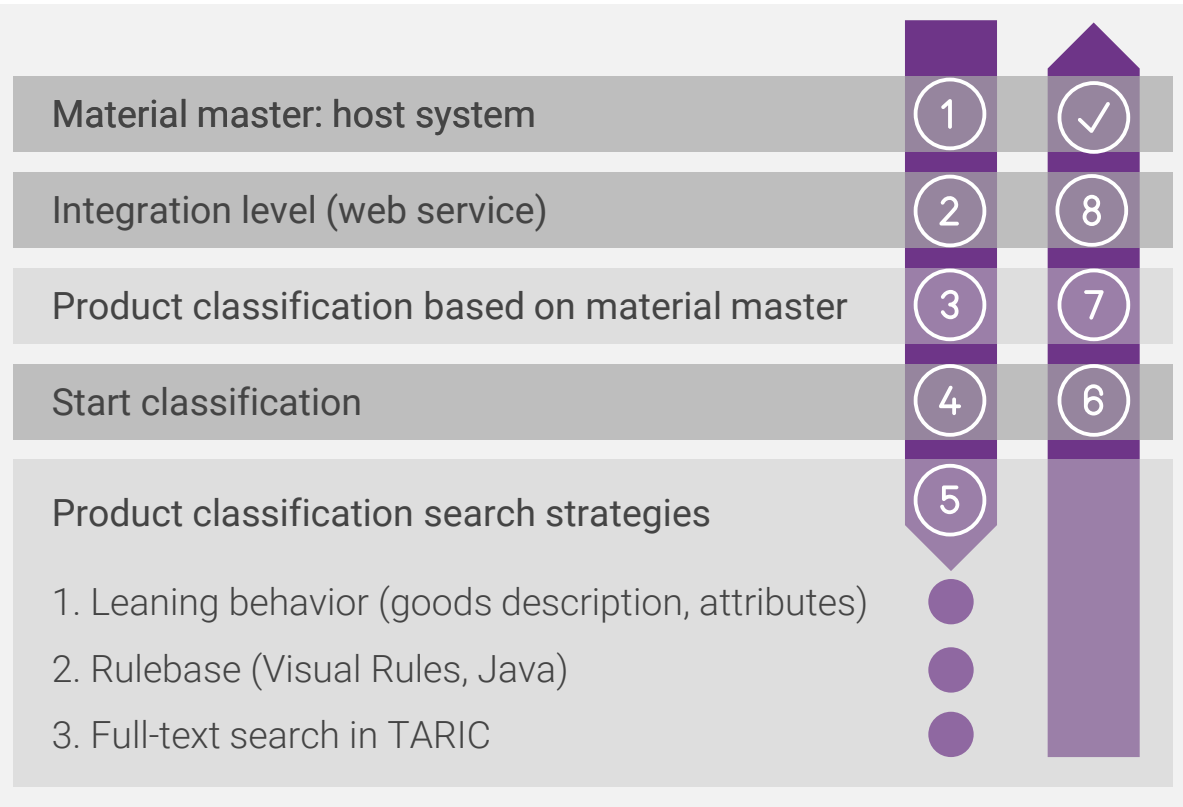 Material master: host system 1
Integration level (web service) 2 8
Product classification based on material master 3 7
Start classification 4 6
Product classification search strategies 5
1. Leaning behavior (goods description, attributes)
2. Rulebase (Visual Rules, Java)
3. Full-text search in TARIC